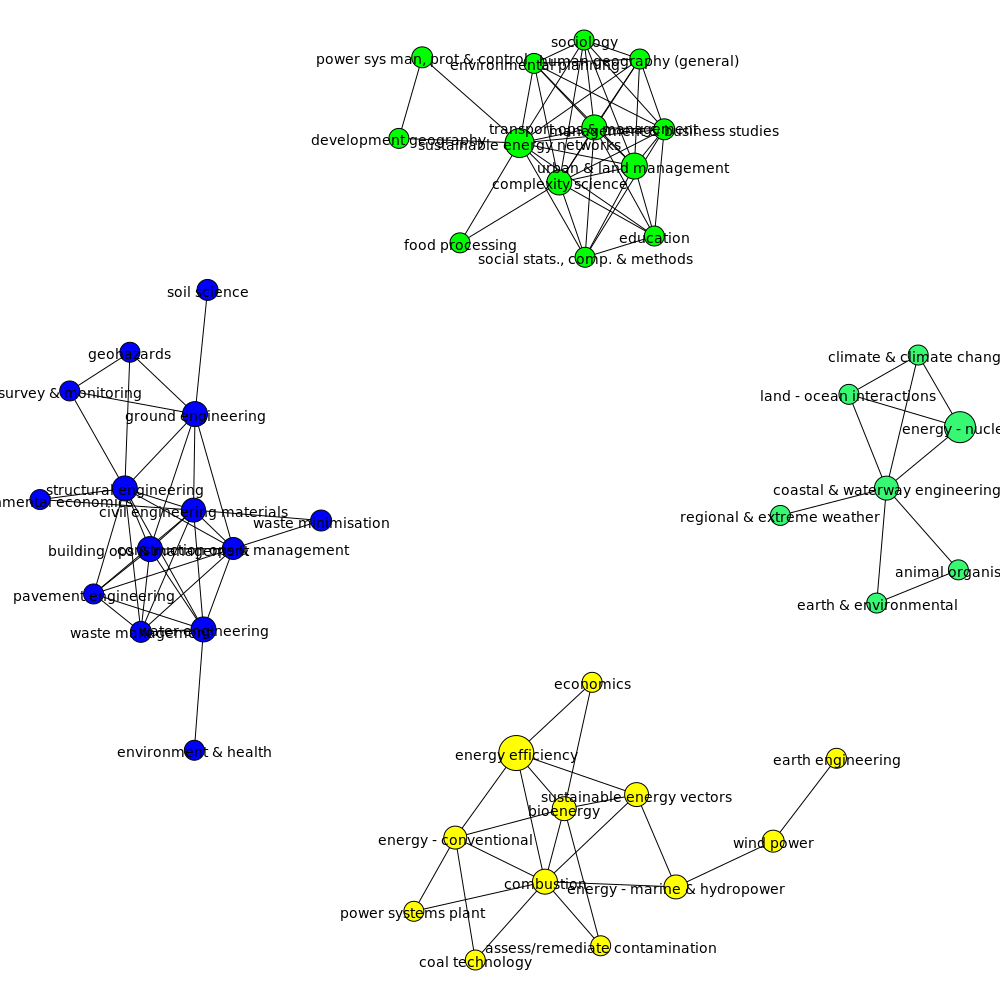 sociology
power sys man, prot & control
human geography (general)
environmental planning
transport ops & management
management & business studies
development geography
sustainable energy networks
urban & land management
complexity science
education
food processing
social stats., comp. & methods
soil science
geohazards
survey & monitoring
ground engineering
structural engineering
mental economics
civil engineering materials
waste minimisation
building ops & management
construction ops & management
pavement engineering
waste management
water engineering
environment & health
climate & climate chang
land - ocean interactions
energy - nucle
coastal & waterway engineering
regional & extreme weather
animal organis
earth & environmental
economics
energy efficiency
earth engineering
sustainable energy vectors
bioenergy
energy - conventional
wind power
combustion
energy - marine & hydropower
power systems plant
assess/remediate contamination
coal technology